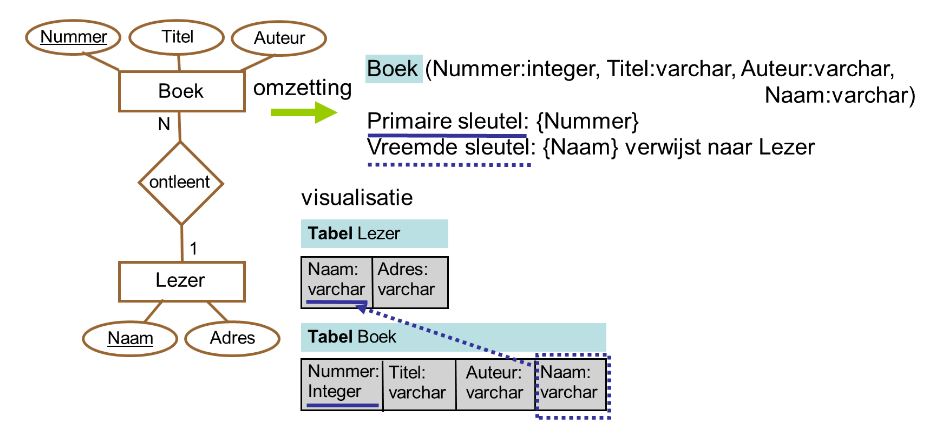 Nummer
Titel
Auteur
Boek
N
ontleent
1
Lezer
Naam
Adres
omzetting
Boek (Nummer:integer, Titel:varchar, Auteur:varchar,
Naam:varchar)
Primaire sleutel: {Nummer}
Vreemde sleutel: {Naam} verwijst naar Lezer
visualisatie
Tabel Lezer
Naam: Adres:
varchar varchar
Tabel Boek
Nummer: Titel: Auteur: Naam:
Integer varchar varchar varchar